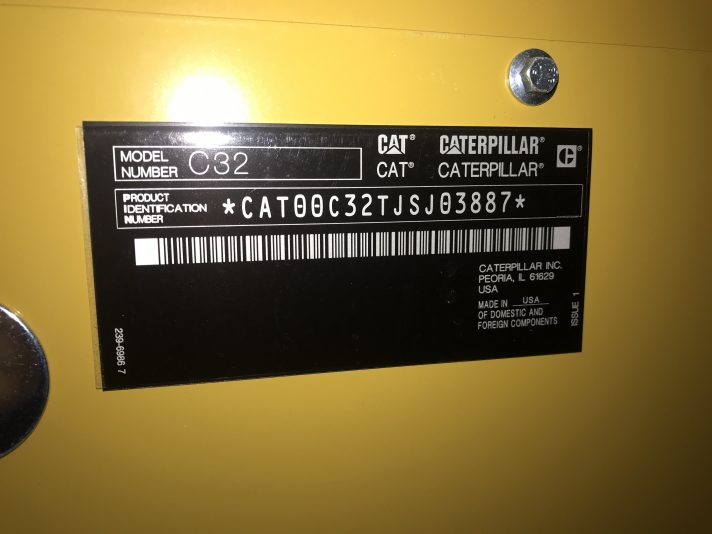 MODEL
NUMBER C32
CAT® CATERPILLAR®
CAT® CATERPILLAR®
C®
PRODUCT
IDENTIFICATION
NUMBER
*CAT00C32TJSJ03887*
CATERPILLAR INC.
PEORIA, IL 61629
USA
MADE IN USA
OF DOMESTIC AND
FOREIGN COMPONENTS
ISSUE 1
239-6986 7